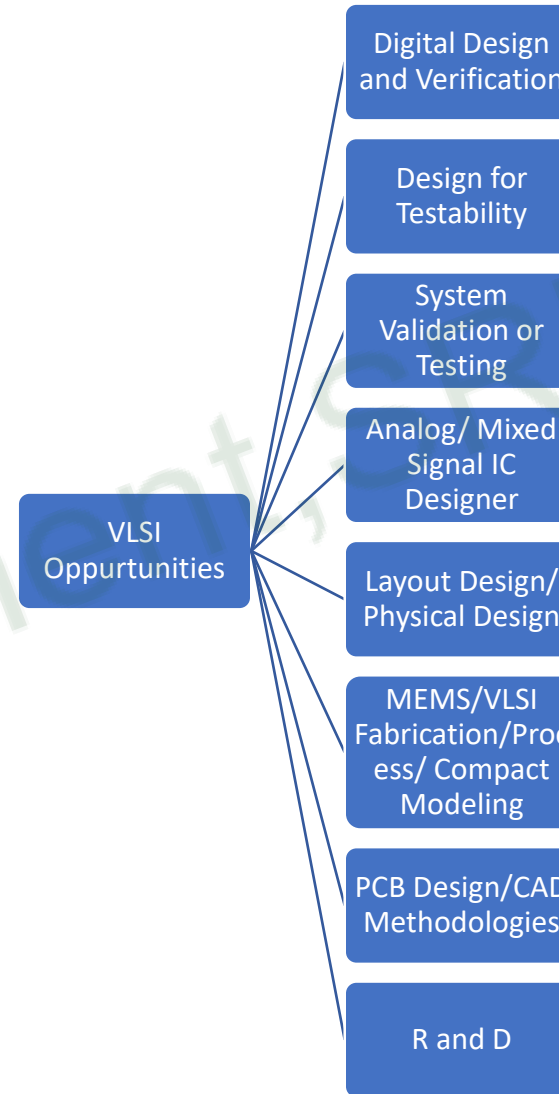 Digital Design
and Verification
Design for
Testability
System
Validation or
Testing
Analog/ Mixed
Signal IC
Designer
VLSI
Oppurtunities
Layout Design/
Physical Design
MEMS/VLSI
Fabrication/Proc
ess/ Compact
Modeling
PCB Design/CAD
Methodologies
R and D